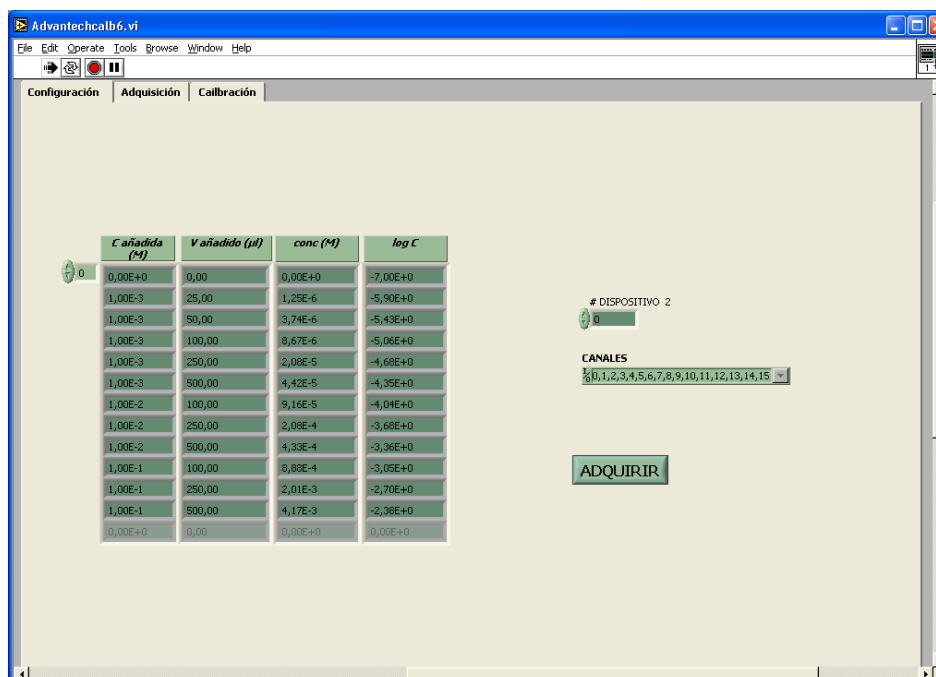 Advantechcalb6.vi
File Edit Operate Tools Browse Window Help
1
Configuración Adquisición Cailbración
C añadida (M) V añadido (µl) conc (M) log C
0
0,00E+0 0,00 0,00E+0 -7,00E+0
1,00E-3 25,00 1,25E-6 -5,90E+0
1,00E-3 50,00 3,74E-6 -5,43E+0
1,00E-3 100,00 8,67E-6 -5,06E+0
1,00E-3 250,00 2,08E-5 -4,68E+0
1,00E-3 500,00 4,42E-5 -4,35E+0
1,00E-2 100,00 9,16E-5 -4,04E+0
1,00E-2 250,00 2,08E-4 -3,68E+0
1,00E-2 500,00 4,33E-4 -3,36E+0
1,00E-1 100,00 8,88E-4 -3,05E+0
1,00E-1 250,00 2,01E-3 -2,70E+0
1,00E-1 500,00 4,17E-3 -2,38E+0
0,00E+0 0,00 0,00E+0 0,00E+0
# DISPOSITIVO 2
0
CANALES
I/O 0,1,2,3,4,5,6,7,8,9,10,11,12,13,14,15
ADQUIRIR